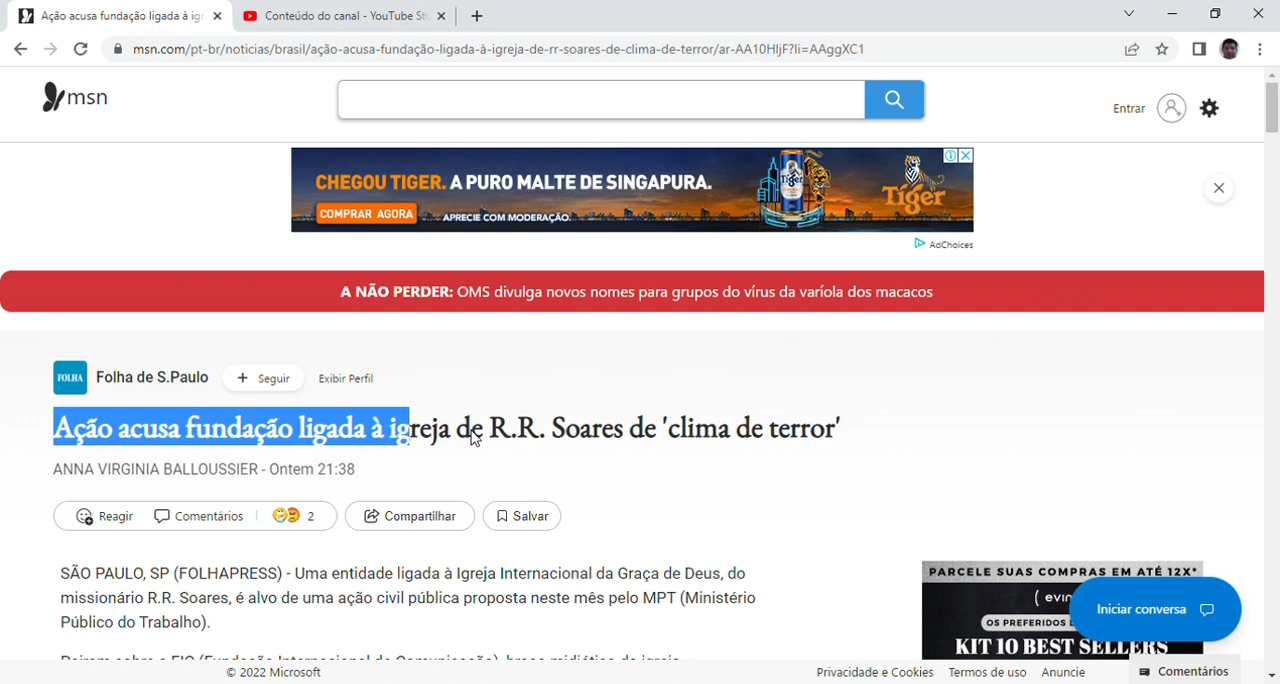 Ação acusa fundação ligada à igr
Conteúdo do canal - YouTube St
msn.com/pt-br/noticias/brasil/ação-acusa-fundação-ligada-à-igreja-de-rr-soares-de-clima-de-terror/ar-AA10HIjF?li=AAggXC1
msn
Entrar
CHEGOU TIGER. A PURO MALTE DE SINGAPURA.
COMPRAR AGORA
APRECIE COM MODERAÇÃO.
Tiger
Tiger
AdChoices
A NÃO PERDER: OMS divulga novos nomes para grupos do vírus da varíola dos macacos
FOLHA
Folha de S.Paulo
+ Seguir
Exibir Perfil
Ação acusa fundação ligada à igreja de R.R. Soares de 'clima de terror'
ANNA VIRGINIA BALLOUSSIER - Ontem 21:38
Reagir
Comentários
2
Compartilhar
Salvar
SÃO PAULO, SP (FOLHAPRESS) - Uma entidade ligada à Igreja Internacional da Graça de Deus, do
missionário R.R. Soares, é alvo de uma ação civil pública proposta neste mês pelo MPT (Ministério
Público do Trabalho).
PARCELE SUAS COMPRAS EM ATÉ 12X*
OS PREFERIDOS
KIT 10 BEST SELLERS
Iniciar conversa
© 2022 Microsoft
Privacidade e Cookies
Termos de uso
Anuncie
Comentários